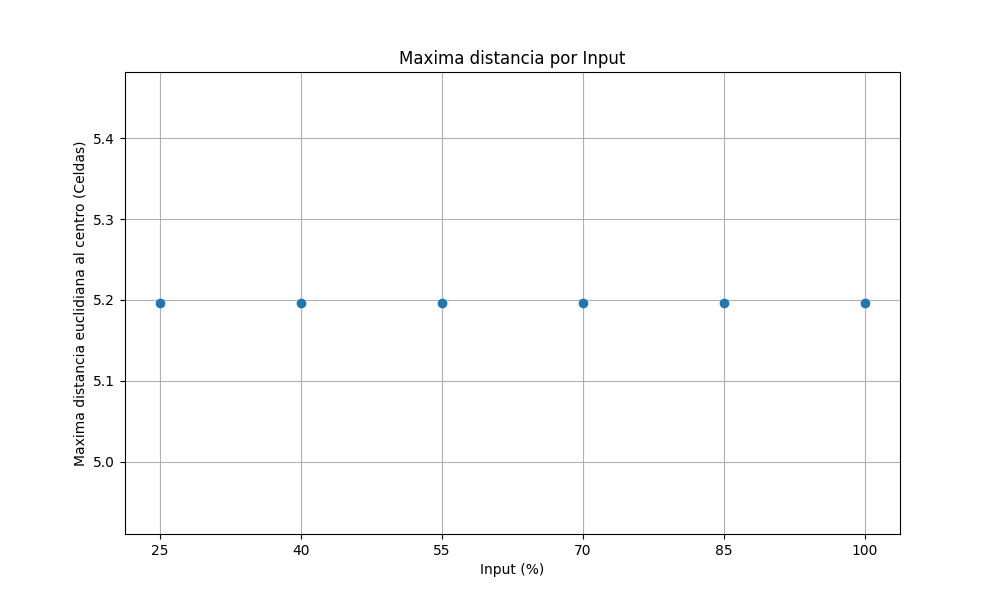 Maxima distancia por Input
Maxima distancia euclidiana al centro (Celdas)
5.4
5.3
5.2
5.1
5.0
25 40 55 70 85 100
Input (%)